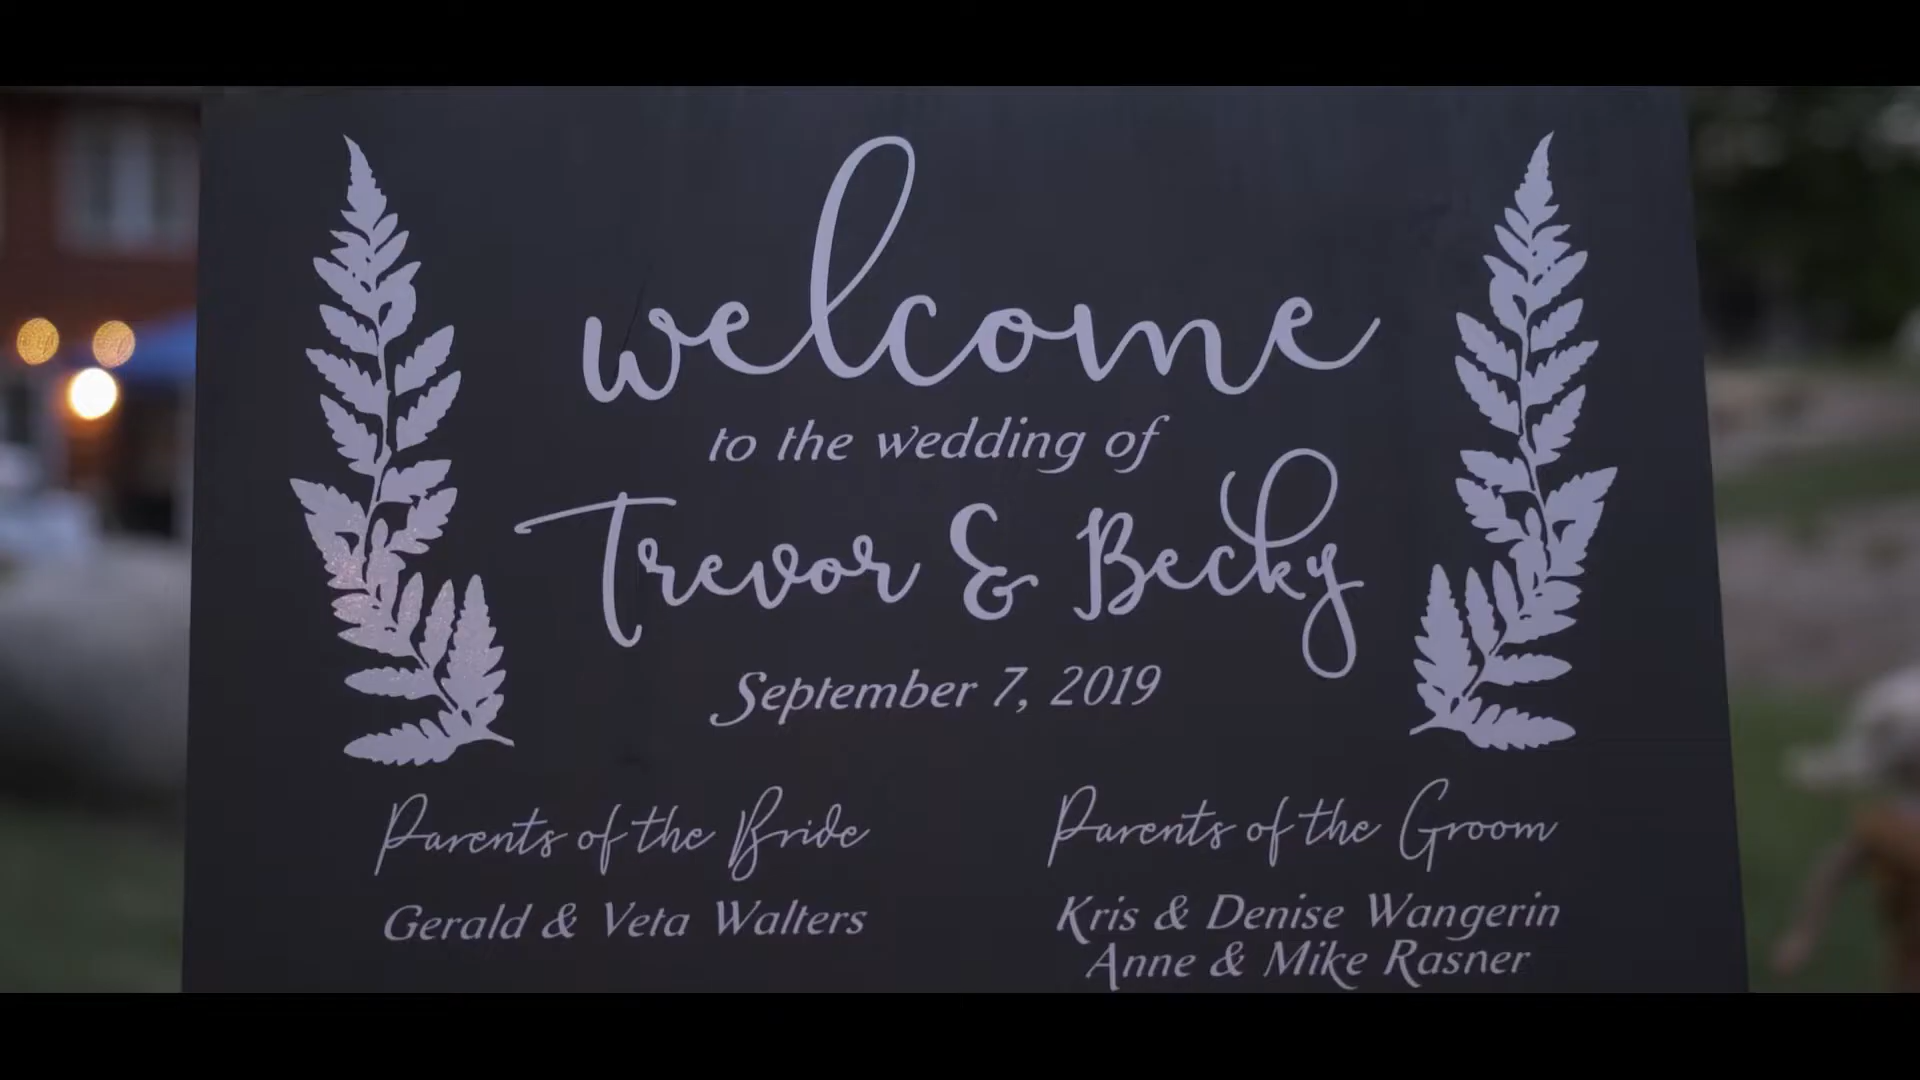 welcome
to the wedding of
Trevor & Becky
September 7, 2019
Parents of the Bride
Gerald & Veta Walters
Parents of the Groom
Kris & Denise Wangerin
Anne & Mike Rasner